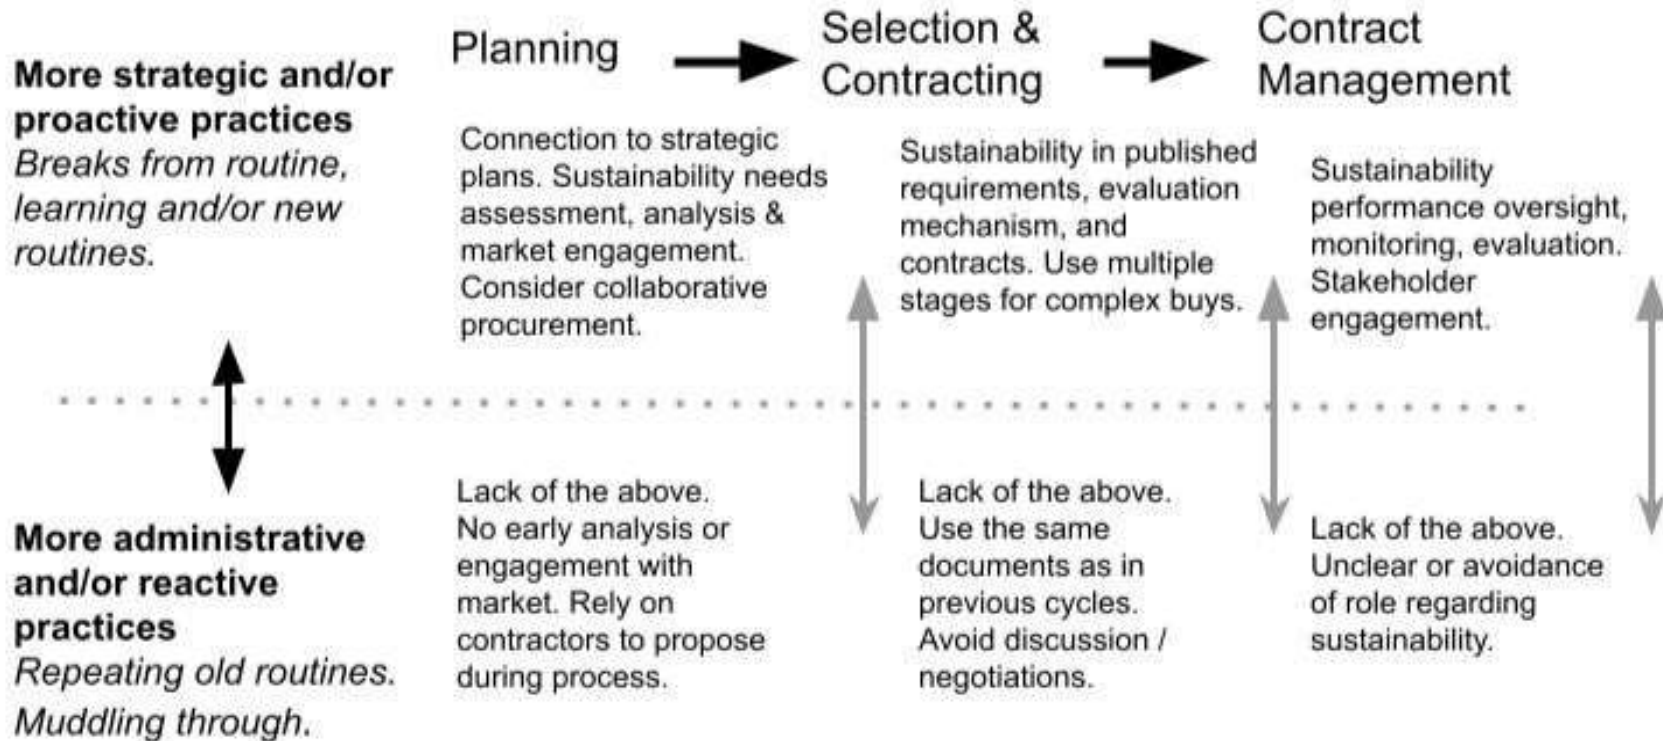 Planning
Selection &
Contracting
Contract
Management
More strategic and/or
proactive practices
Breaks from routine,
learning and/or new
routines.
Connection to strategic
plans. Sustainability needs
assessment, analysis &
market engagement.
Consider collaborative
procurement.
Sustainability in published
requirements, evaluation
mechanism, and
contracts. Use multiple
stages for complex buys.
Sustainability
performance oversight,
monitoring, evaluation.
Stakeholder
engagement.
More administrative
and/or reactive
practices
Repeating old routines.
Muddling through.
Lack of the above.
No early analysis or
engagement with
market. Rely on
contractors to propose
during process.
Lack of the above.
Use the same
documents as in
previous cycles.
Avoid discussion /
negotiations.
Lack of the above.
Unclear or avoidance
of role regarding
sustainability.